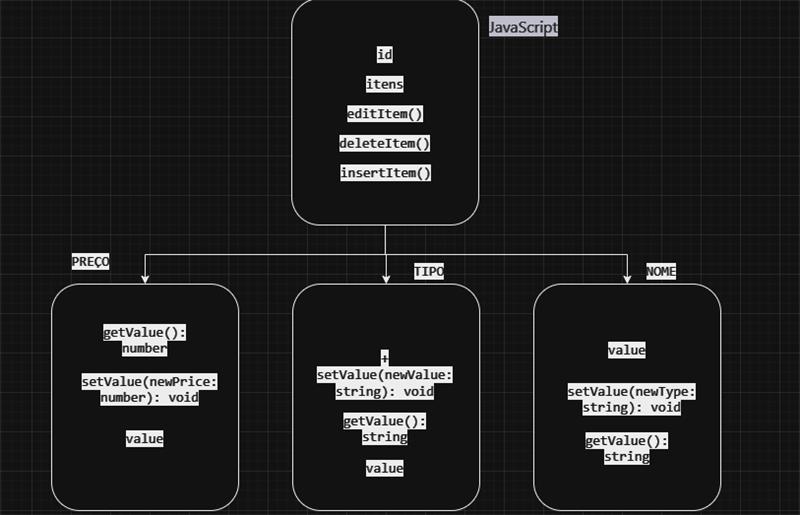 JavaScript
id
itens
editItem()
deleteItem()
insertItem()
PREÇO
TIPO
NOME
getValue():
number
setValue(newPrice:
number): void
value
+
setValue(newValue:
string): void
getValue():
string
value
value
setValue(newType:
string): void
getValue():
string